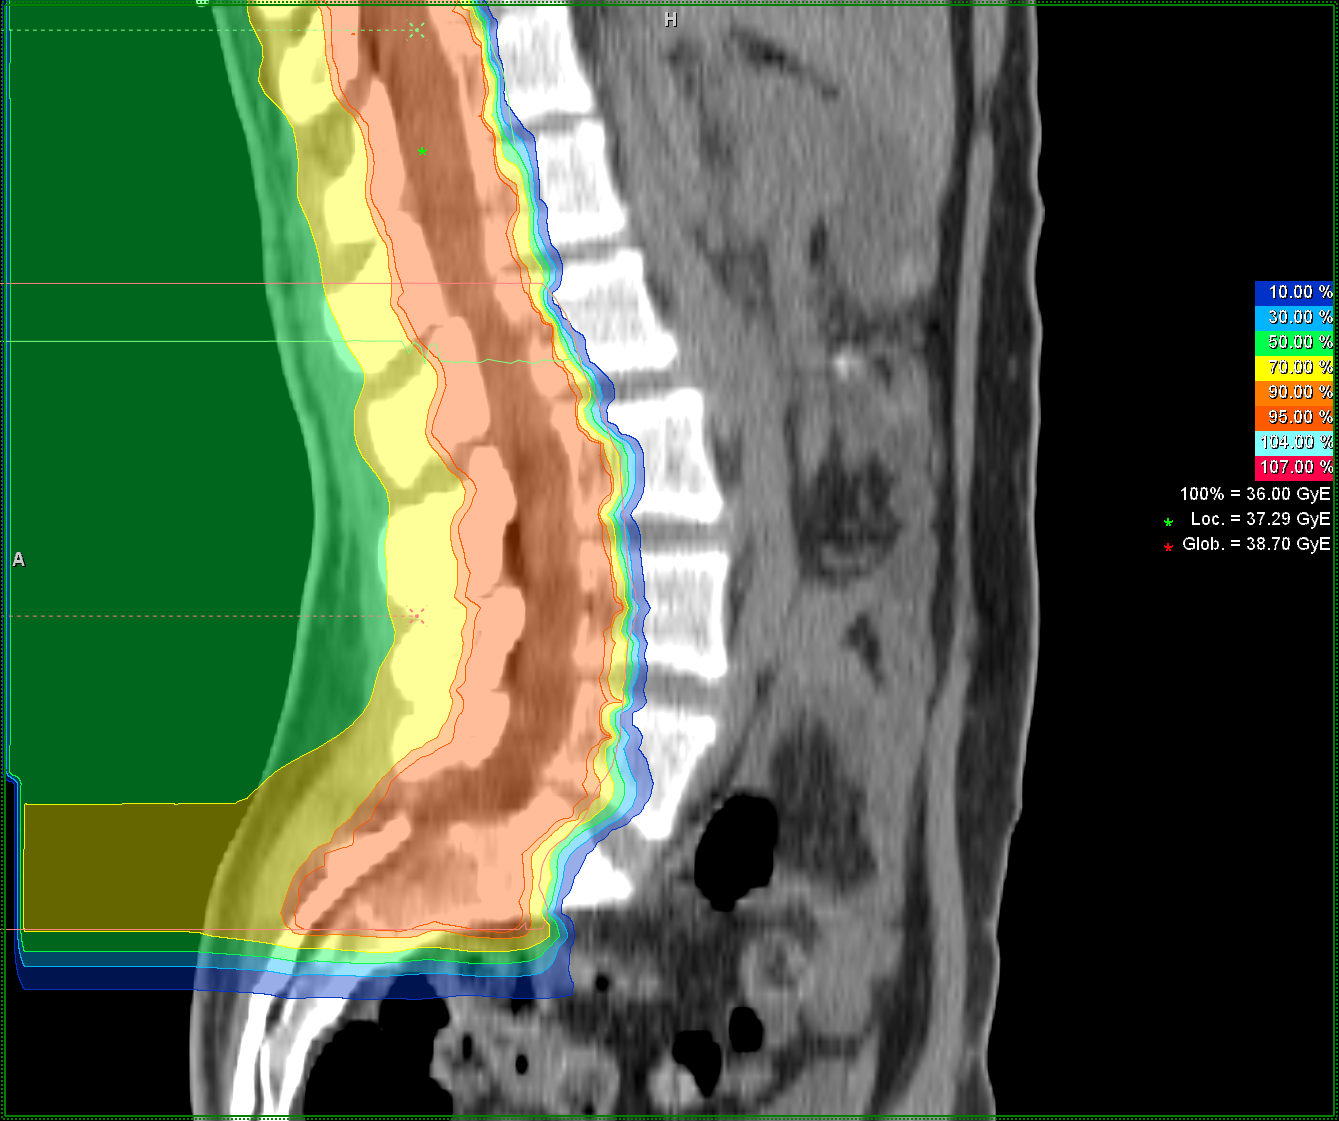 H
A
10.00 %
30.00 %
50.00 %
70.00 %
90.00 %
95.00 %
104.00 %
107.00 %
100% = 36.00 GyE
Loc. = 37.29 GyE
Glob. = 38.70 GyE